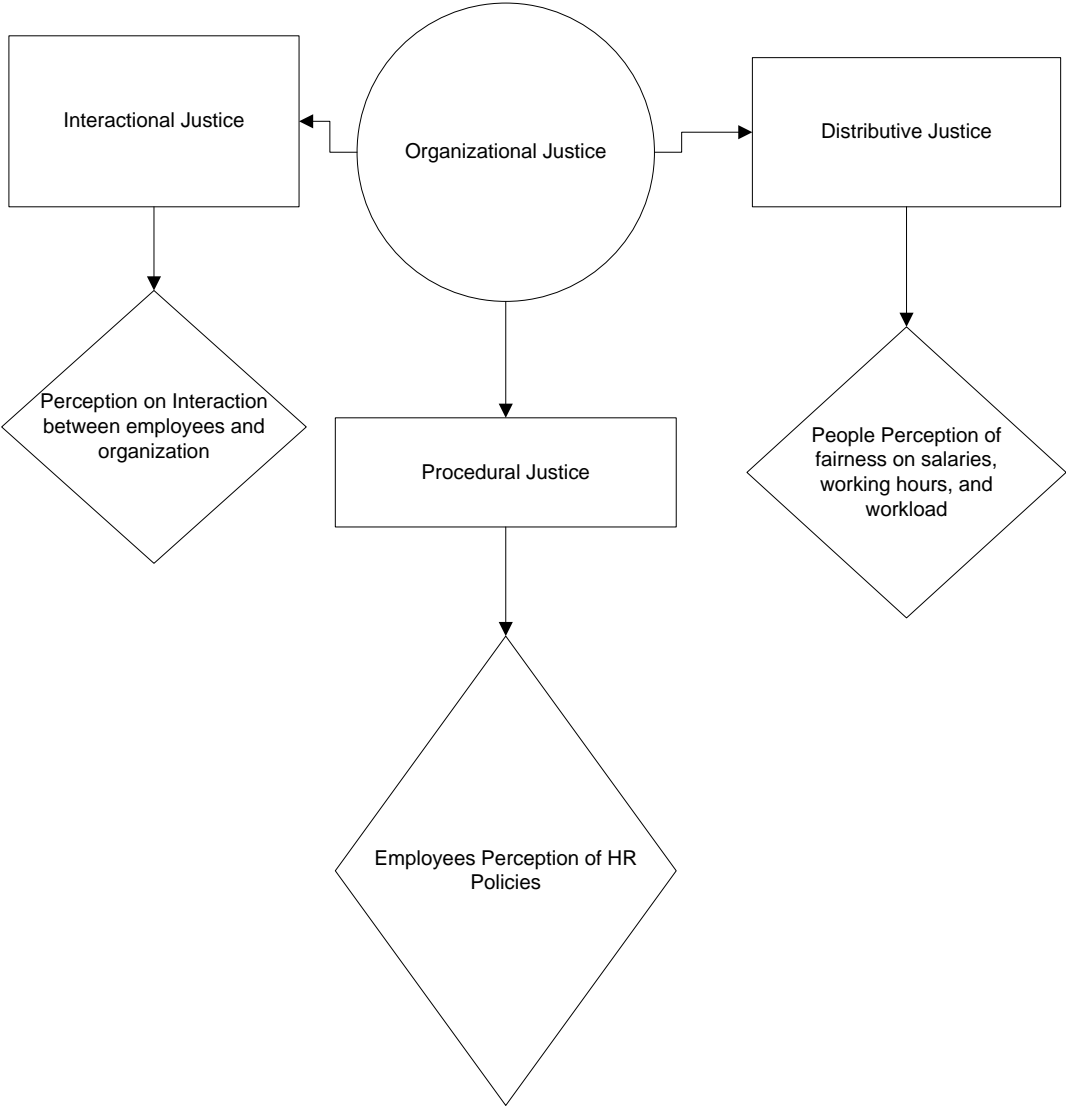 Interactional Justice
Organizational Justice
Distributive Justice
Perception on Interaction
between employees and
organization
Procedural Justice
People Perception of
fairness on salaries,
working hours, and
workload
Employees Perception of HR
Policies